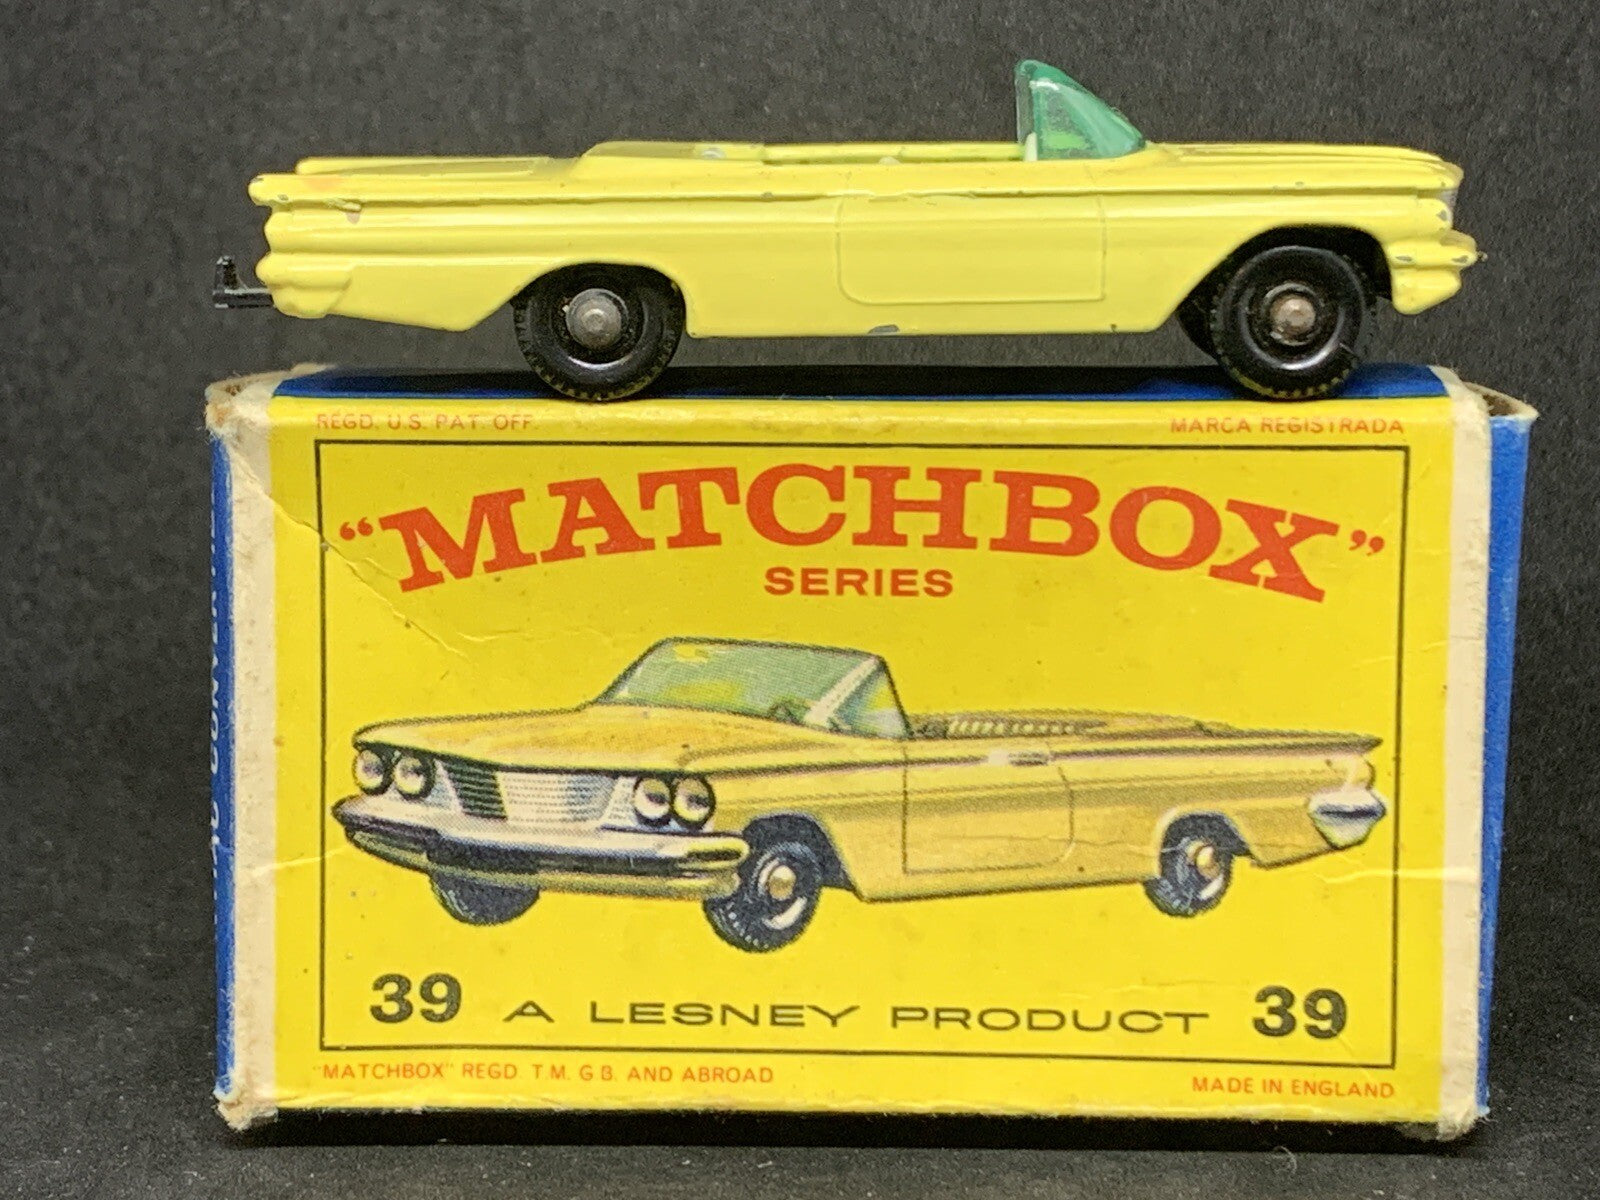 REGD. U.S. PAT. OFF. MARCA REGISTRADA
“MATCHBOX”
SERIES
39 A LESNEY PRODUCT 39
"MATCHBOX" REGD. T.M. G.B. AND ABROAD MADE IN ENGLAND